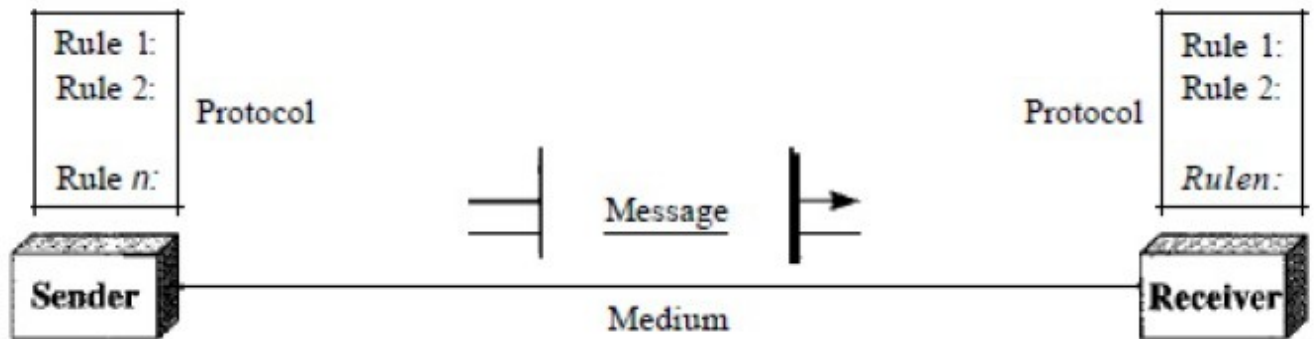 Rule 1:
Rule 2:
Protocol
Rule n:
Rule 1:
Rule 2:
Protocol
Rulen:
Message
Sender
Receiver
Medium